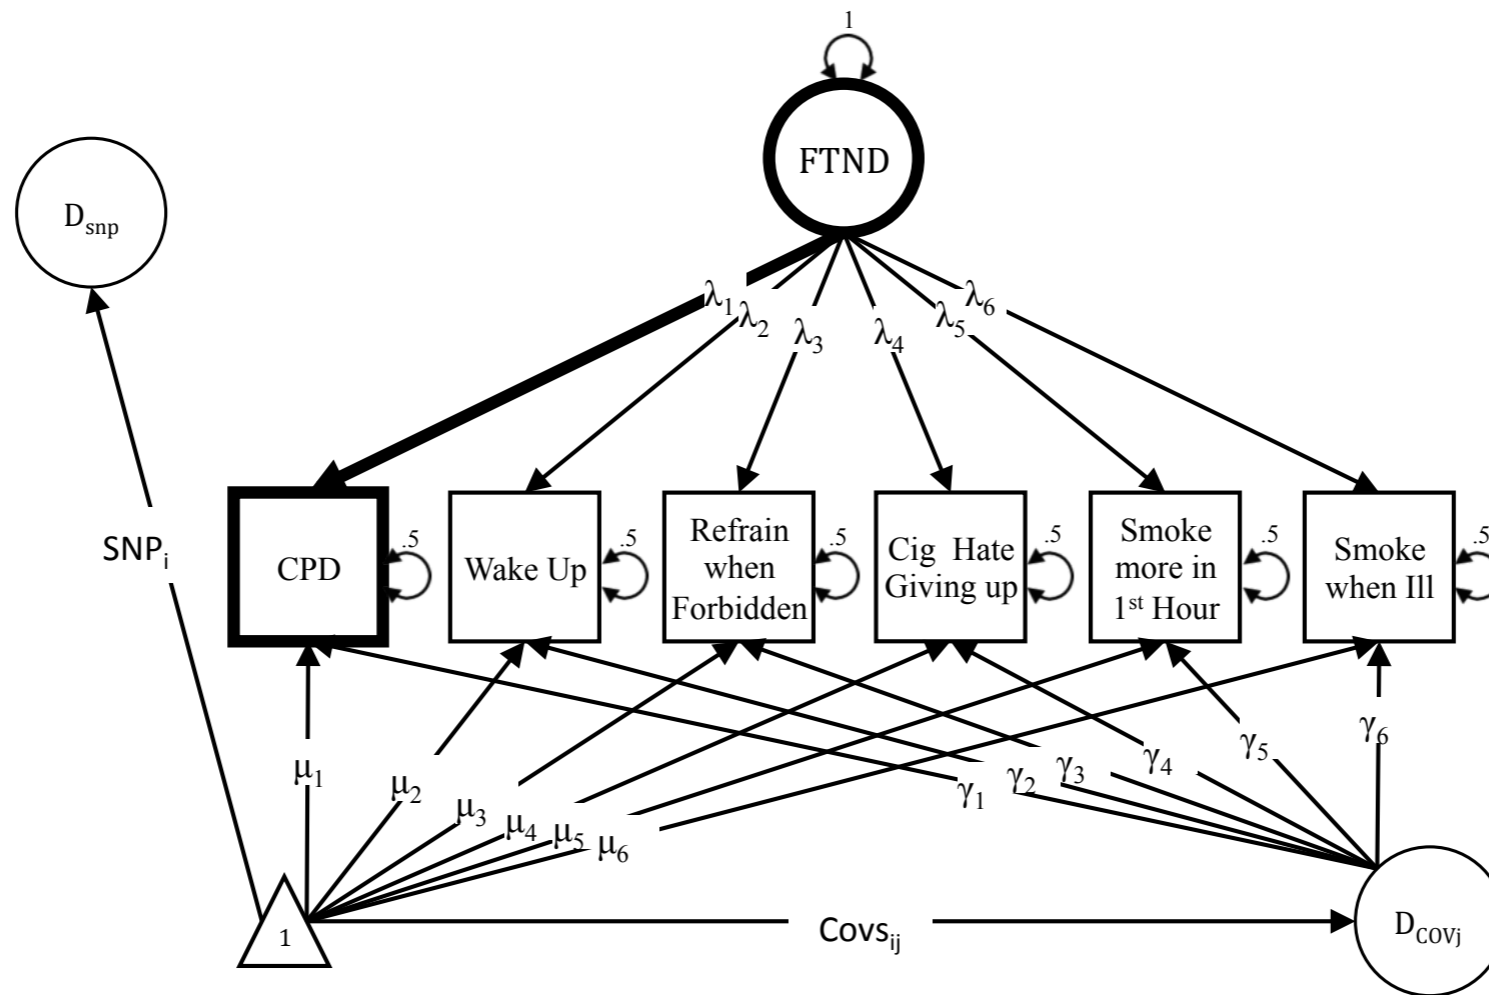 1
FTND
D_snp
λ₁
λ₂
λ₃
λ₄
λ₅
λ₆
SNP_i
CPD
.5
Wake Up
.5
Refrain
when
Forbidden
.5
Cig Hate
Giving up
.5
Smoke
more in
1st Hour
.5
Smoke
when Ill
.5
μ₁
μ₂
μ₃
μ₄
μ₅
μ₆
γ₁
γ₂
γ₃
γ₄
γ₅
γ₆
1
Covs_ij
D_COVj